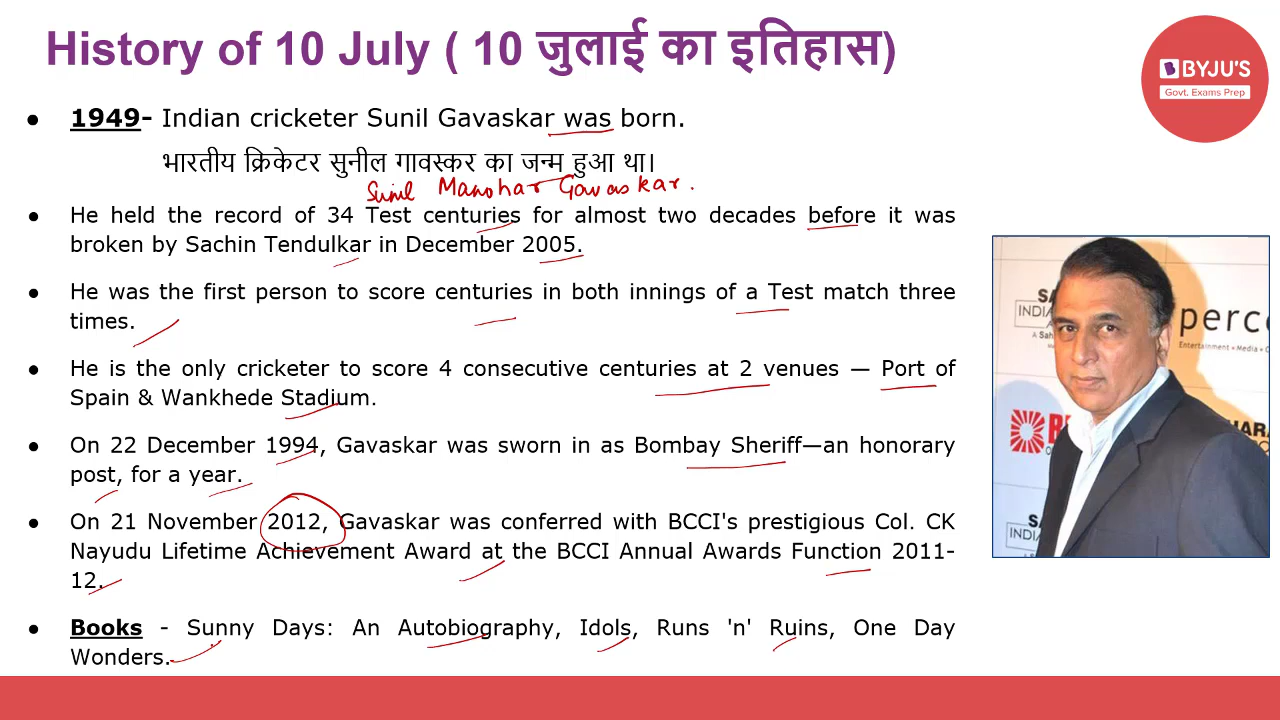 History of 10 July ( 10 जुलाई का इतिहास)
BYJU'S
Govt. Exams Prep
● 1949- Indian cricketer Sunil Gavaskar was born.
भारतीय क्रिकेटर सुनील गावस्कर का जन्म हुआ था।
Sunil Manohar Gavaskar.
● He held the record of 34 Test centuries for almost two decades before it was
broken by Sachin Tendulkar in December 2005.
● He was the first person to score centuries in both innings of a Test match three
times.
● He is the only cricketer to score 4 consecutive centuries at 2 venues — Port of
Spain & Wankhede Stadium.
● On 22 December 1994, Gavaskar was sworn in as Bombay Sheriff—an honorary
post, for a year.
● On 21 November 2012, Gavaskar was conferred with BCCI's prestigious Col. CK
Nayudu Lifetime Achievement Award at the BCCI Annual Awards Function 2011-
12.
● Books - Sunny Days: An Autobiography, Idols, Runs 'n' Ruins, One Day
Wonders.
perc
Entertainment • Media •